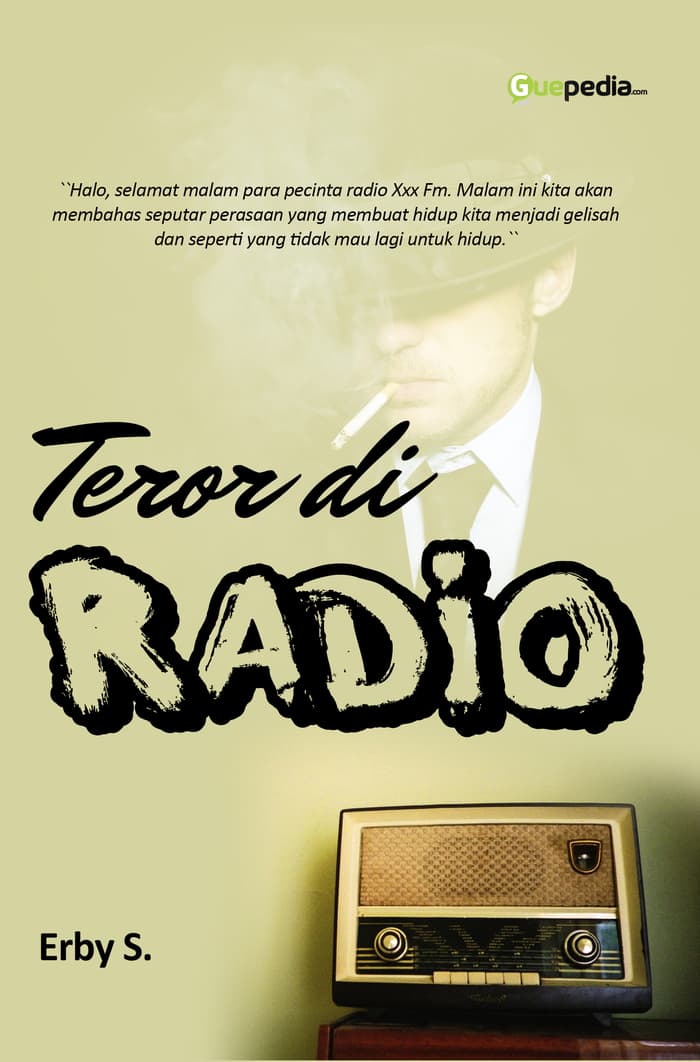 Guepedia.com
``Halo, selamat malam para pecinta radio Xxx Fm. Malam ini kita akan
membahas seputar perasaan yang membuat hidup kita menjadi gelisah
dan seperti yang tidak mau lagi untuk hidup.``
Teror di
RADiO
Erby S.